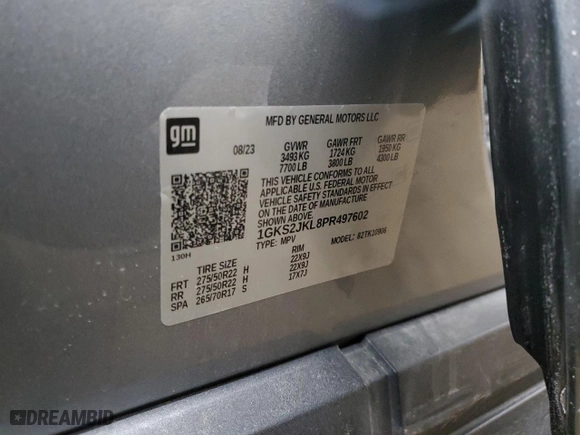 gm
MFD BY GENERAL MOTORS LLC
08/23 GVWR GAWR FRT GAWR RR
3493 KG 1724 KG 1950 KG
7700 LB 3800 LB 4300 LB
THIS VEHICLE CONFORMS TO ALL
APPLICABLE U.S. FEDERAL MOTOR
VEHICLE SAFETY STANDARDS IN EFFECT
ON THE DATE OF MANUFACTURE
SHOWN ABOVE.
1GKS2JKL8PR497602
TYPE: MPV MODEL: 82TK10906
130H
TIRE SIZE RIM
FRT 275/50R22 H 22X9J
RR 275/50R22 H 22X9J
SPA 265/70R17 S 17X7J
DREAMBID